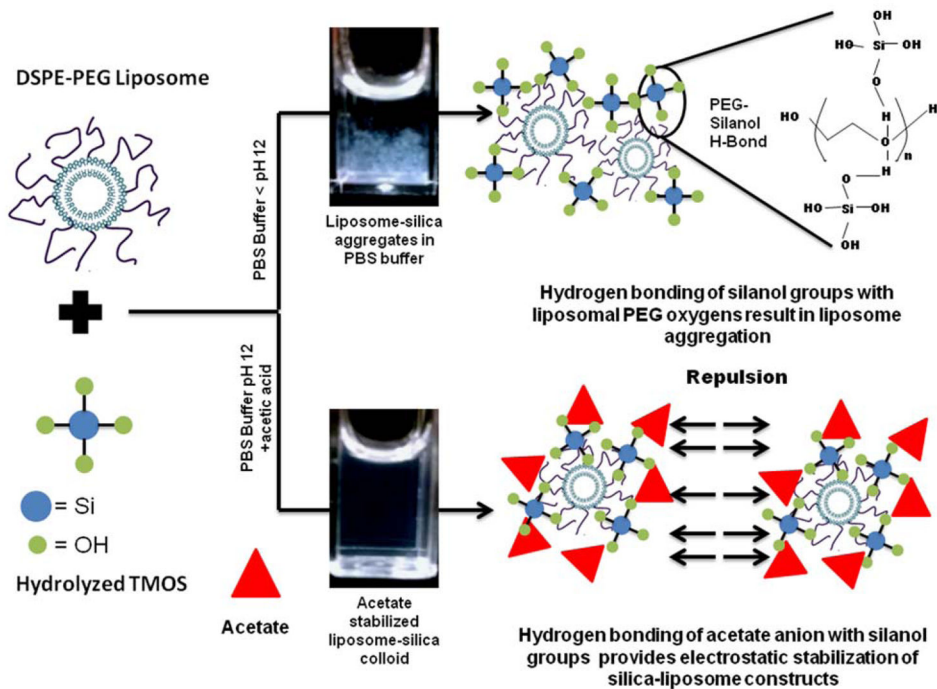 DSPE-PEG Liposome
= Si
= OH
Hydrolyzed TMOS
PBS Buffer < pH 12
PBS Buffer pH 12
+acetic acid
Acetate
Liposome-silica
aggregates in
PBS buffer
Acetate
stabilized
liposome-silica
colloid
PEG-
Silanol
H-Bond
OH
HO
Si
OH
O
H
HO
O
H
n
H
O
HO
Si
OH
OH
Hydrogen bonding of silanol groups with
liposomal PEG oxygens result in liposome
aggregation
Repulsion
Hydrogen bonding of acetate anion with silanol
groups provides electrostatic stabilization of
silica-liposome constructs